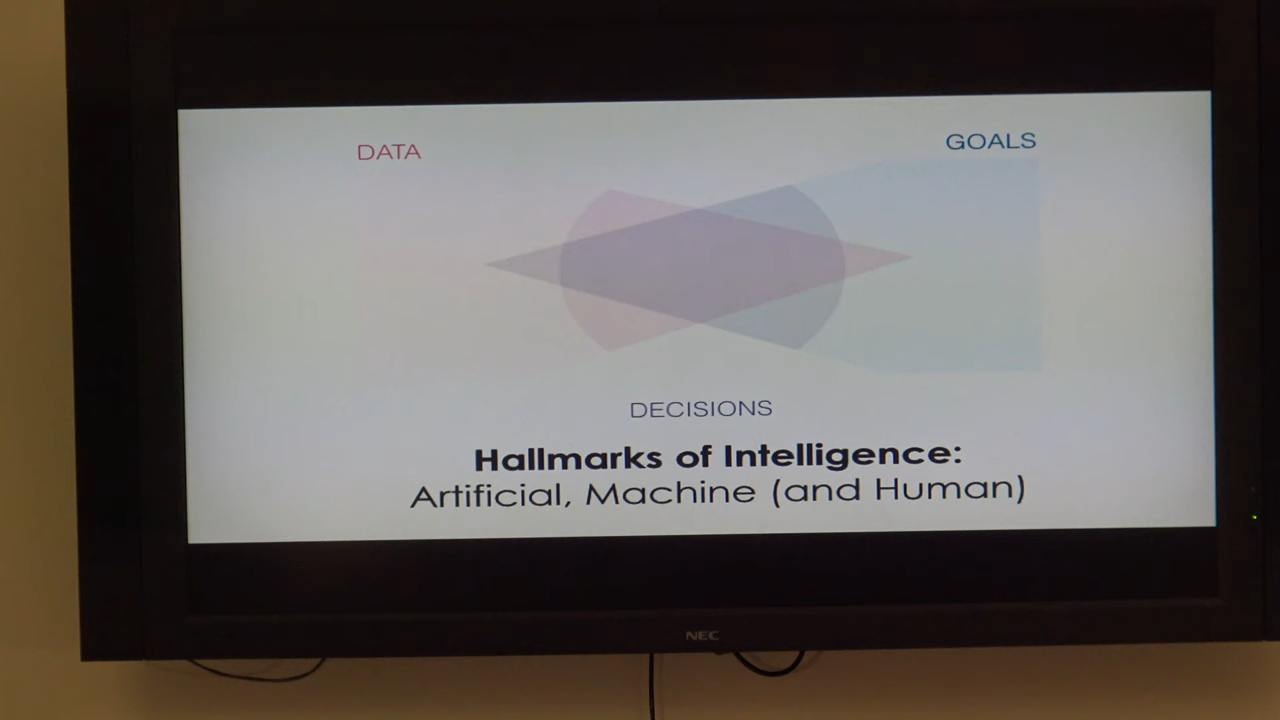 DATA
GOALS
DECISIONS
Hallmarks of Intelligence:
Artificial, Machine (and Human)
NEC